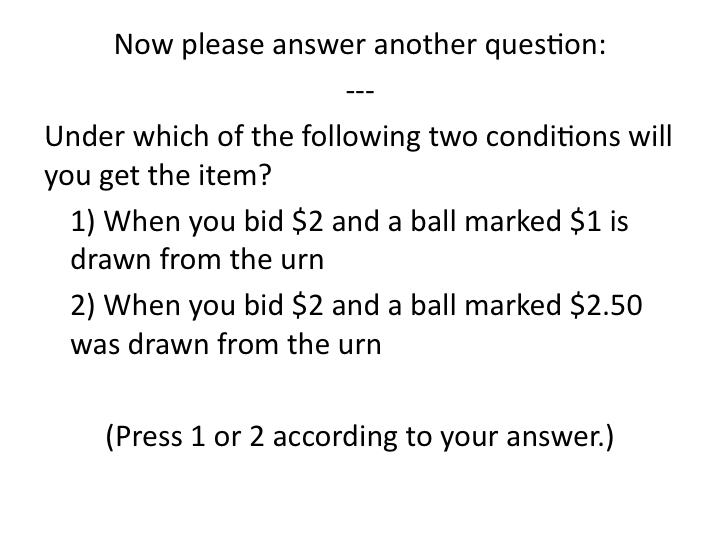 Now please answer another question:
---
Under which of the following two conditions will
you get the item?
1) When you bid $2 and a ball marked $1 is
drawn from the urn
2) When you bid $2 and a ball marked $2.50
was drawn from the urn
(Press 1 or 2 according to your answer.)